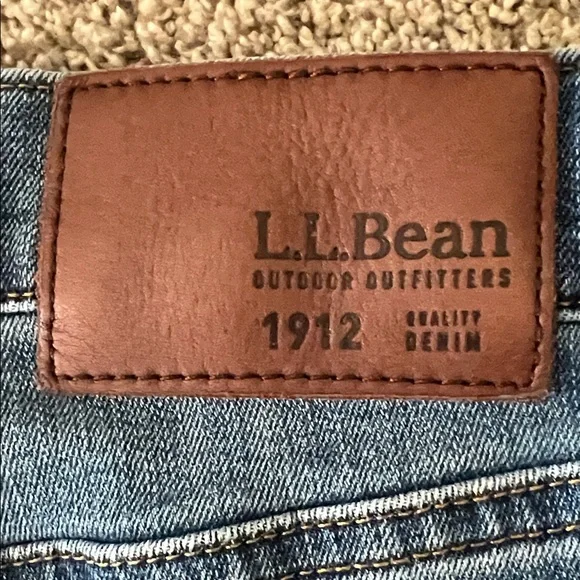 L.L.Bean
OUTDOOR OUTFITTERS
1912 QUALITY
DENIM